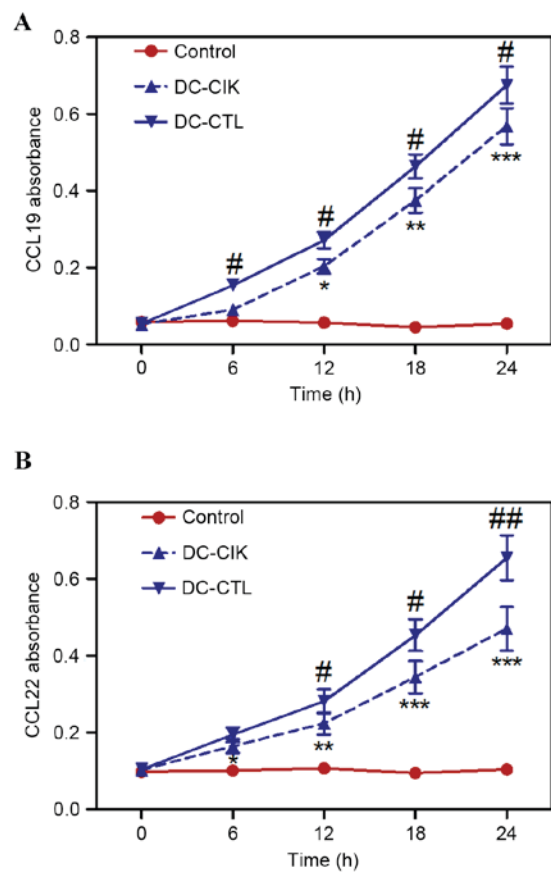 A
0.8
Control
DC-CIK
DC-CTL
#
#
#
#
***
**
*
0.6
0.4
0.2
0.0
CCL19 absorbance
0 6 12 18 24
Time (h)
B
0.8
Control
DC-CIK
DC-CTL
##
#
#
***
***
**
*
0.6
0.4
0.2
0.0
CCL22 absorbance
0 6 12 18 24
Time (h)